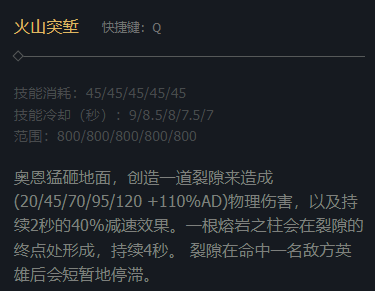 火山突堑 快捷键：Q
技能消耗：45/45/45/45/45
技能冷却（秒）：9/8.5/8/7.5/7
范围：800/800/800/800/800
奥恩猛砸地面，创造一道裂隙来造成
(20/45/70/95/120 +110%AD)物理伤害，以及持
续2秒的40%减速效果。一根熔岩之柱会在裂隙的
终点处形成，持续4秒。 裂隙在命中一名敌方英
雄后会短暂地停滞。